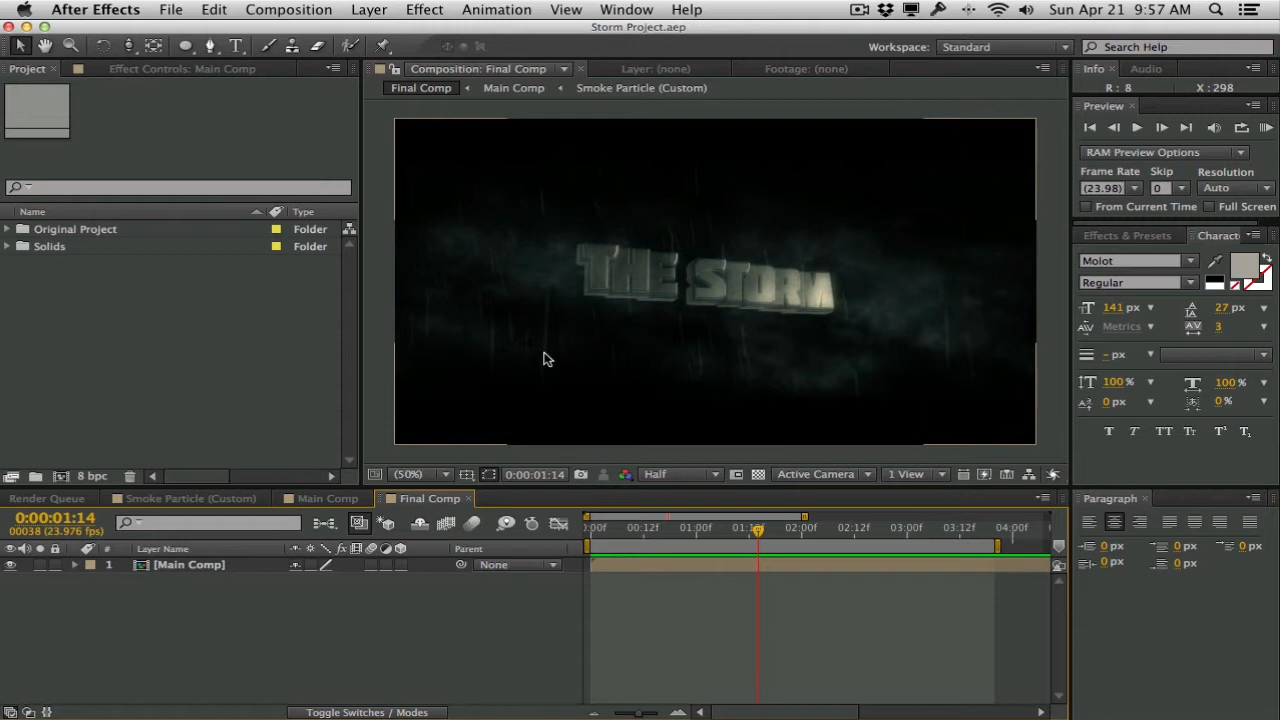 After Effects File Edit Composition Layer Effect Animation View Window Help Sun Apr 21 9:57 AM
Storm Project.aep
Workspace: Standard Search Help
Project Effect Controls: Main Comp Composition: Final Comp Layer: (none) Footage: (none) Info Audio
Final Comp Main Comp Smoke Particle (Custom) R : 8 X : 298
Preview
RAM Preview Options
Frame Rate Skip Resolution
(23.98) 0 Auto
From Current Time Full Screen
Name Type
Original Project Folder
Solids Folder
THE STORM
Effects & Presets Charact
Molot
Regular
141 px 27 px
Metrics 3
- px
100 % 100 %
0 px 0 %
T T TT Tr T¹ T₁
8 bpc (50%) 0:00:01:14 Half Active Camera 1 View
Render Queue Smoke Particle (Custom) Main Comp Final Comp Paragraph
0:00:01:14
00038 (23.976 fps)
:00f 00:12f 01:00f 01:12f 02:00f 02:12f 03:00f 03:12f 04:00f
# Layer Name Parent
1 [Main Comp] None
0 px 0 px 0 px
0 px 0 px
Toggle Switches / Modes